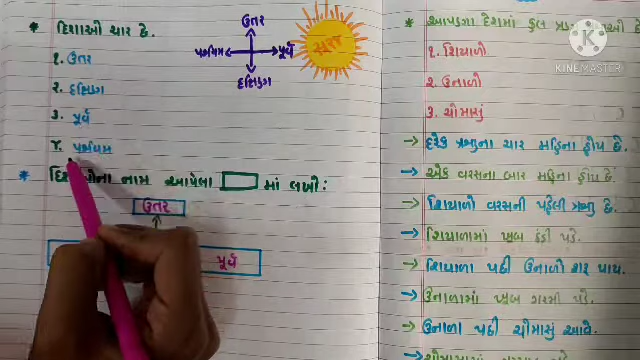 * દિશાઓ ચાર છે.
ઉત્તર
પશ્ચિમ પૂર્વ
દક્ષિણ
૧. ઉત્તર
૨. દક્ષિણ
૩. પૂર્વ
૪. પશ્ચિમ
* દિશાઓના નામ આપેલા માં લખો:
ઉત્તર
પૂર્વ
* આપણા દેશમાં કુલ ત્રણ છે
૧. શિયાળો
૨. ઉનાળો
૩. ચોમાસું
→ દરેક ઋતુના ચાર મહિના હોય છે.
→ એક વરસના બાર મહિના હોય છે.
→ શિયાળો વરસની પહેલી ઋતુ છે.
→ શિયાળામાં ખુબ ઠંડી પડે.
→ શિયાળા પછી ઉનાળો શરૂ થાય.
→ ઉનાળામાં ખુબ ગરમી પડે.
→ ઉનાળા પછી ચોમાસું આવે.
KINEMASTER